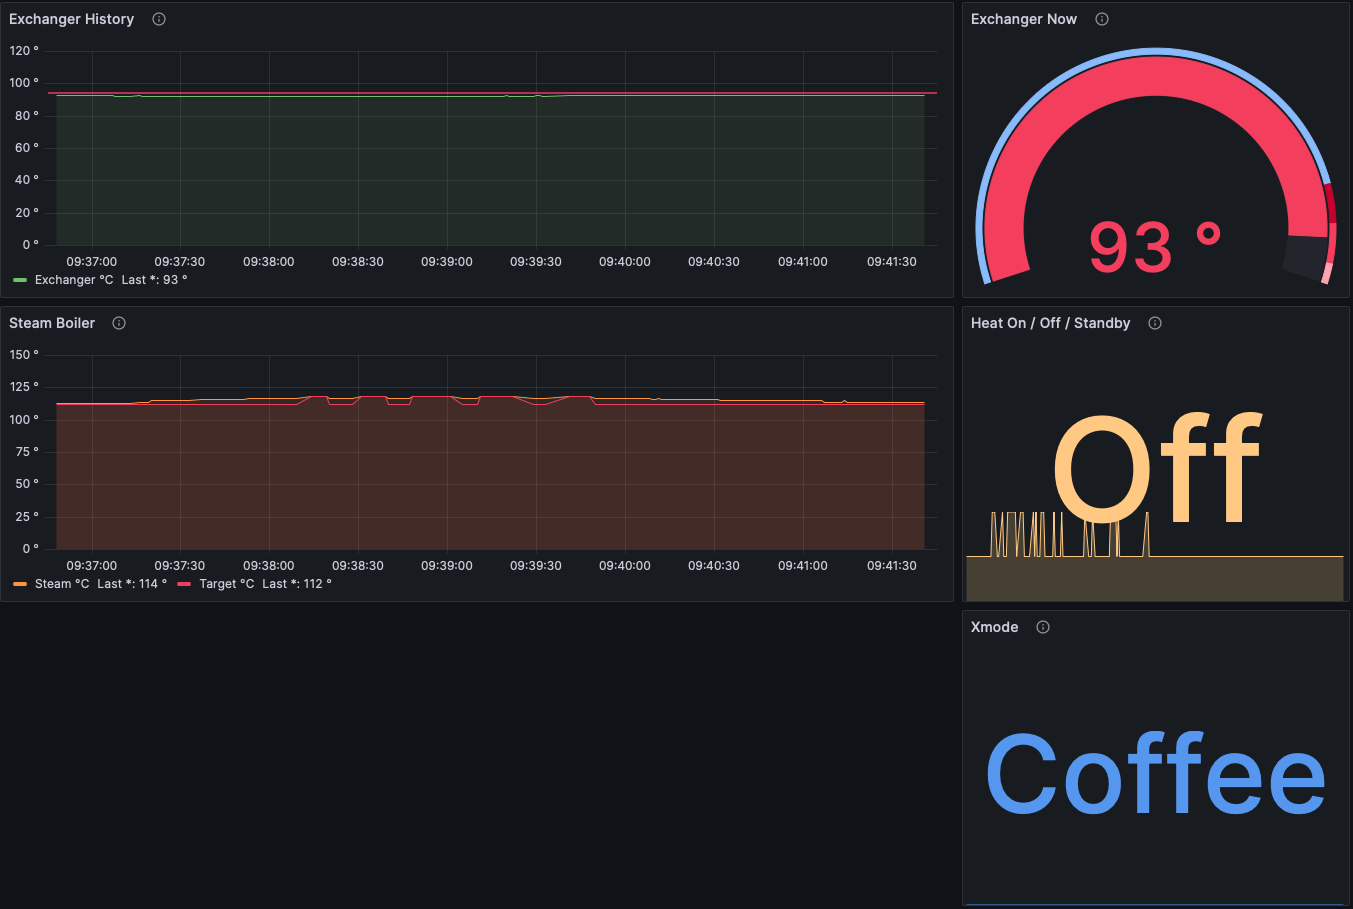 Exchanger History
120 °
100 °
80 °
60 °
40 °
20 °
0 °
09:37:00 09:37:30 09:38:00 09:38:30 09:39:00 09:39:30 09:40:00 09:40:30 09:41:00 09:41:30
Exchanger °C Last *: 93 °
Exchanger Now
93 °
Steam Boiler
150 °
125 °
100 °
75 °
50 °
25 °
0 °
09:37:00 09:37:30 09:38:00 09:38:30 09:39:00 09:39:30 09:40:00 09:40:30 09:41:00 09:41:30
Steam °C Last *: 114 ° Target °C Last *: 112 °
Heat On / Off / Standby
Off
Xmode
Coffee